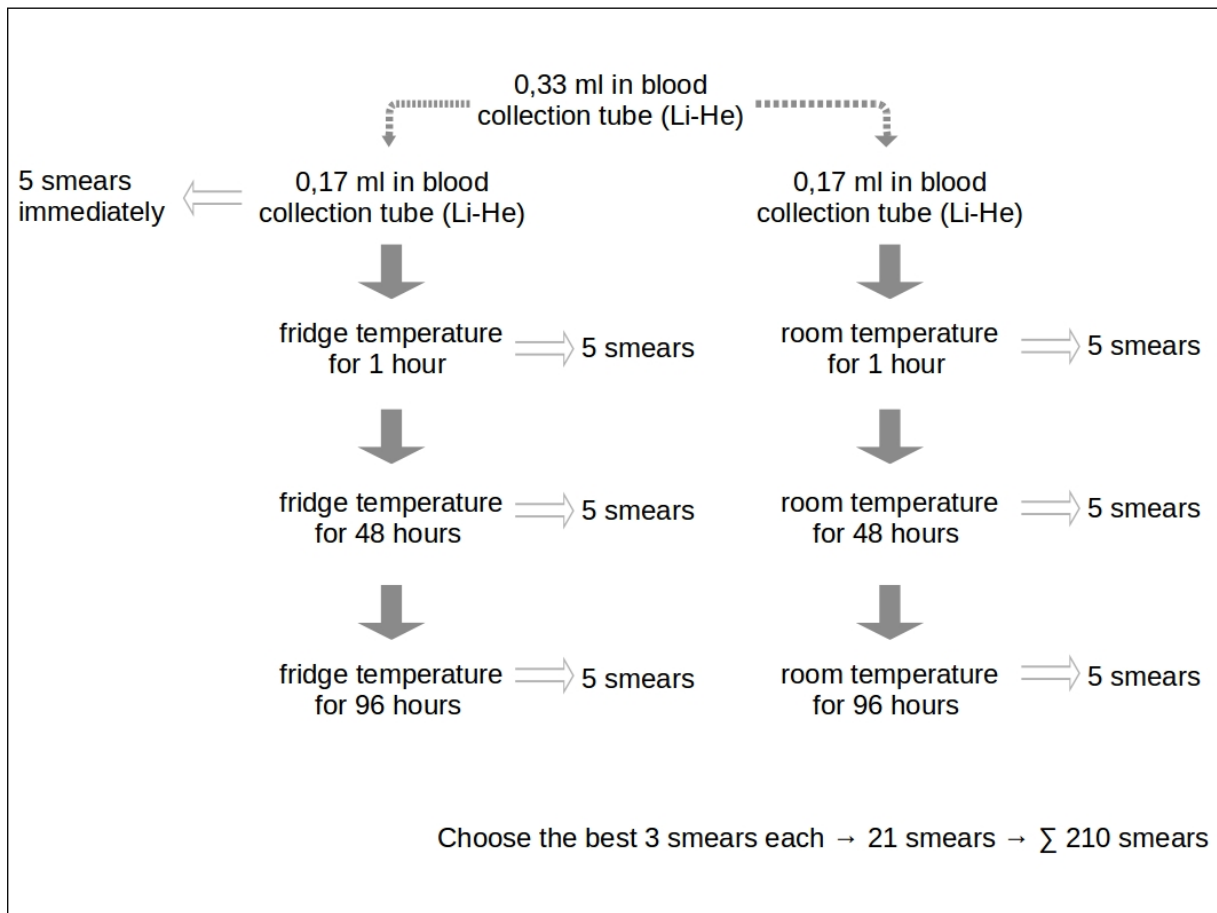 0,33 ml in blood
collection tube (Li-He)
5 smears
immediately
0,17 ml in blood
collection tube (Li-He)
0,17 ml in blood
collection tube (Li-He)
fridge temperature
for 1 hour
5 smears
room temperature
for 1 hour
5 smears
fridge temperature
for 48 hours
5 smears
room temperature
for 48 hours
5 smears
fridge temperature
for 96 hours
5 smears
room temperature
for 96 hours
5 smears
Choose the best 3 smears each → 21 smears → ∑ 210 smears